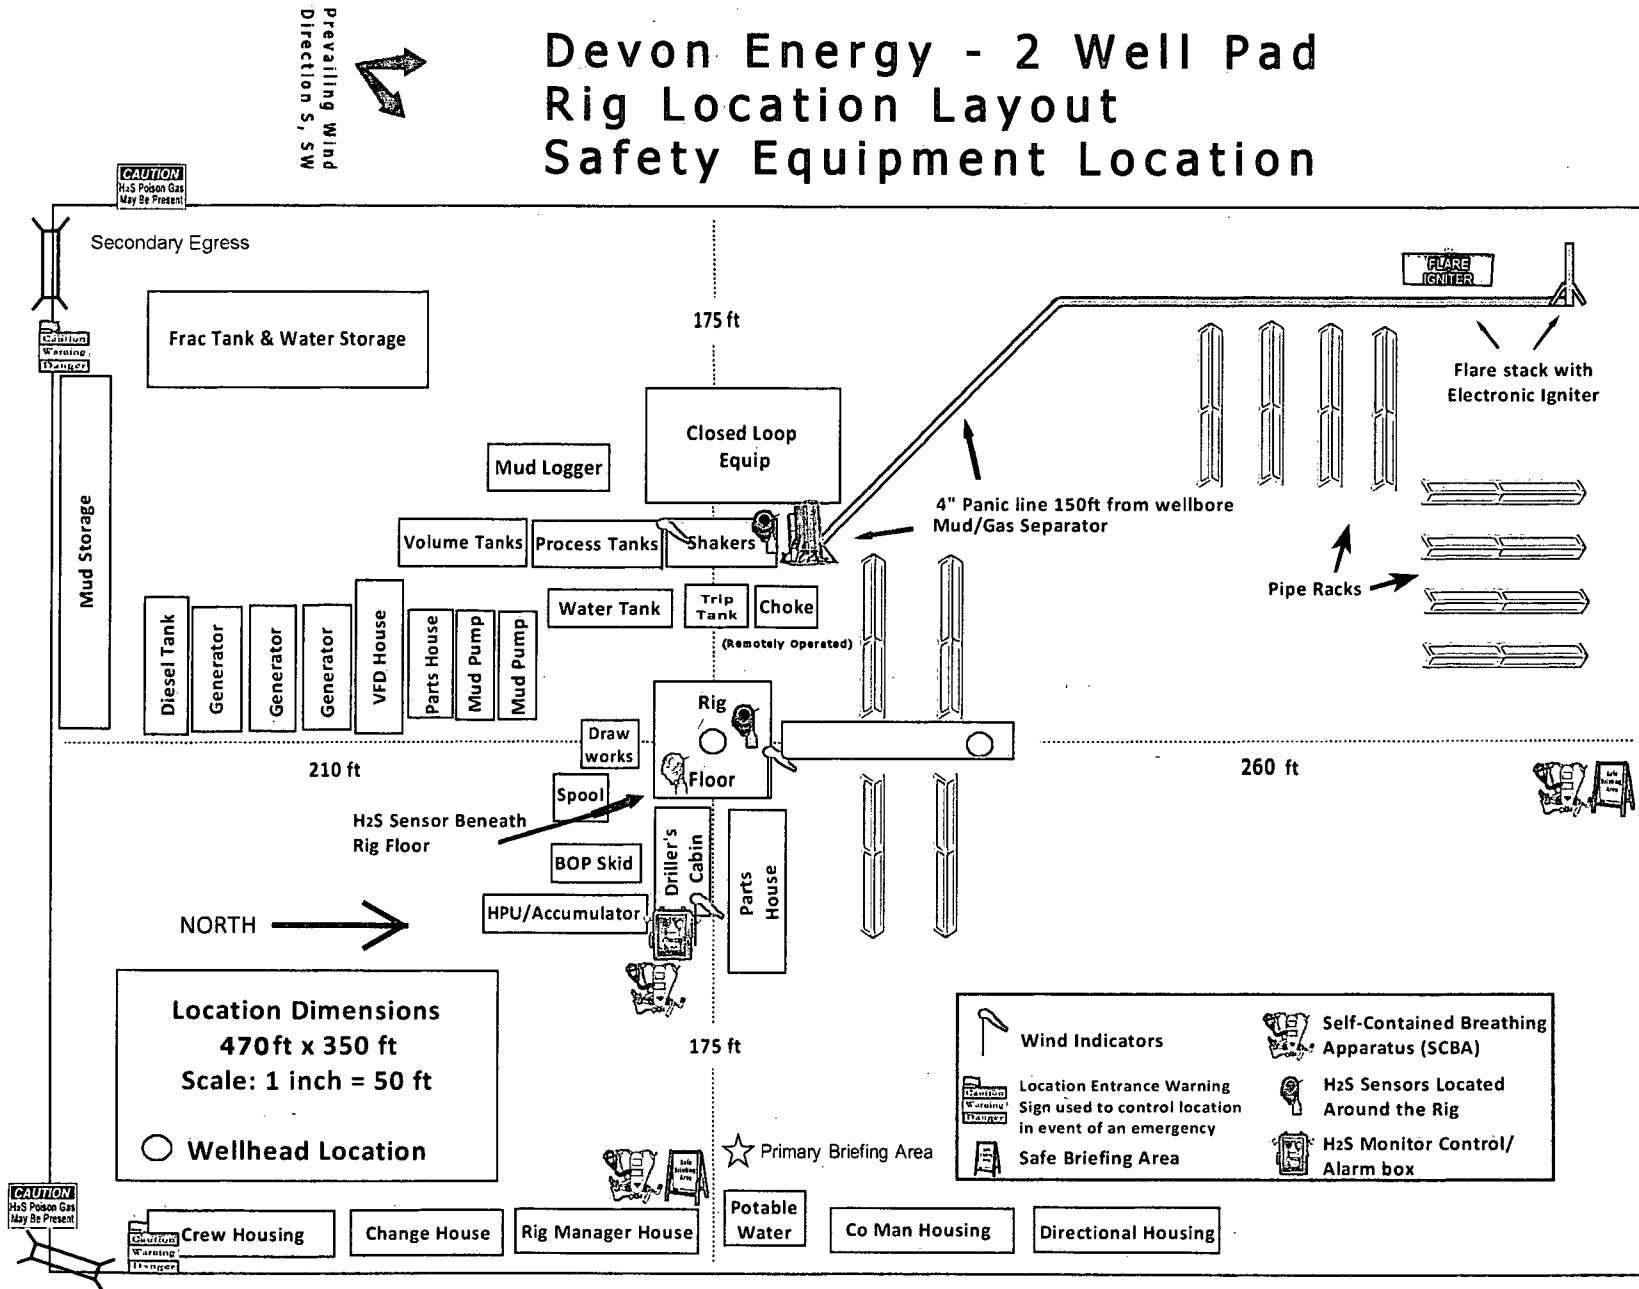 Prevailing Wind
Direction S, SW
Devon Energy - 2 Well Pad
Rig Location Layout
Safety Equipment Location
CAUTION
H2S Poison Gas
May Be Present
Secondary Egress
Caution
Warning
Danger
Frac Tank & Water Storage
175 ft
FLARE
IGNITER
Flare stack with
Electronic Igniter
Closed Loop
Equip
Mud Logger
4" Panic line 150ft from wellbore
Mud/Gas Separator
Mud Storage
Volume Tanks
Process Tanks
Shakers
Pipe Racks
Water Tank
Trip
Tank
Choke
(Remotely Operated)
Diesel Tank
Generator
Generator
Generator
VFD House
Parts House
Mud Pump
Mud Pump
Rig
Floor
Draw
works
210 ft
260 ft
Safe
Briefing
Area
Spool
H2S Sensor Beneath
Rig Floor
BOP Skid
Driller's
Cabin
Parts
House
HPU/Accumulator
NORTH
Location Dimensions
470ft x 350 ft
Scale: 1 inch = 50 ft
Wellhead Location
175 ft
Wind Indicators
Self-Contained Breathing
Apparatus (SCBA)
Caution
Warning
Danger
Location Entrance Warning
Sign used to control location
in event of an emergency
H2S Sensors Located
Around the Rig
Safe Briefing Area
H2S Monitor Control/
Alarm box
Primary Briefing Area
Safe
Briefing
Area
CAUTION
H2S Poison Gas
May Be Present
Caution
Warning
Danger
Crew Housing
Change House
Rig Manager House
Potable
Water
Co Man Housing
Directional Housing